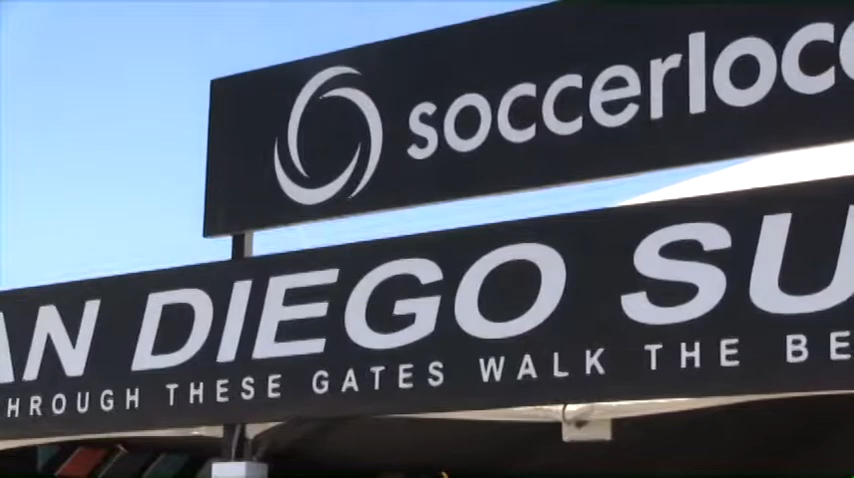 soccerloco
AN DIEGO SU
HROUGH THESE GATES WALK THE BE